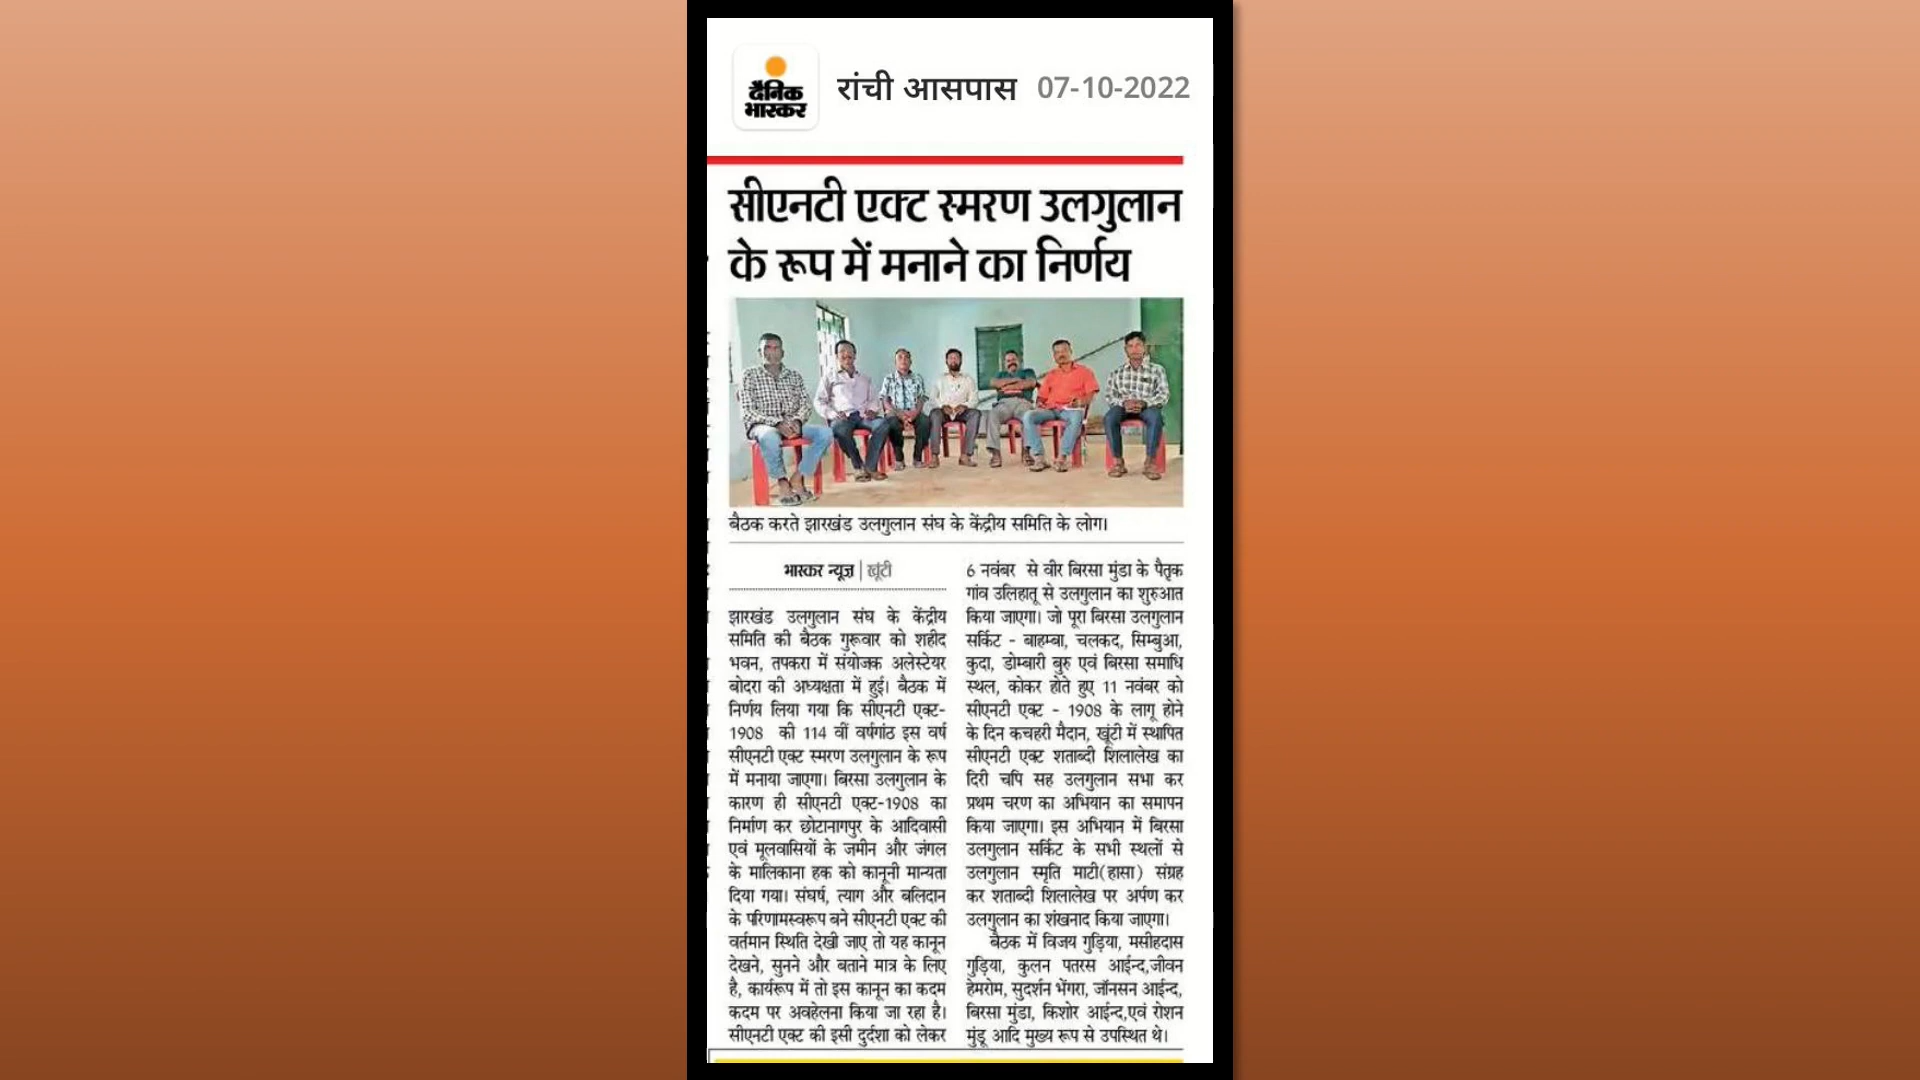 दैनिक
भास्कर
रांची आसपास 07-10-2022
सीएनटी एक्ट स्मरण उलगुलान
के रूप में मनाने का निर्णय
बैठक करते झारखंड उलगुलान संघ के केंद्रीय समिति के लोग।
भास्कर न्यूज़ | खूंटी
झारखंड उलगुलान संघ के केंद्रीय
समिति की बैठक गुरूवार को शहीद
भवन, तपकरा में संयोजक अलेस्टेयर
बोदरा की अध्यक्षता में हुई। बैठक में
निर्णय लिया गया कि सीएनटी एक्ट-
1908 की 114 वीं वर्षगांठ इस वर्ष
सीएनटी एक्ट स्मरण उलगुलान के रूप
में मनाया जाएगा। बिरसा उलगुलान के
कारण ही सीएनटी एक्ट-1908 का
निर्माण कर छोटानागपुर के आदिवासी
एवं मूलवासियों के जमीन और जंगल
के मालिकाना हक को कानूनी मान्यता
दिया गया। संघर्ष, त्याग और बलिदान
के परिणामस्वरूप बने सीएनटी एक्ट की
वर्तमान स्थिति देखी जाए तो यह कानून
देखने, सुनने और बताने मात्र के लिए
है, कार्यरूप में तो इस कानून का कदम
कदम पर अवहेलना किया जा रहा है।
सीएनटी एक्ट की इसी दुर्दशा को लेकर
6 नवंबर से वीर बिरसा मुंडा के पैतृक
गांव उलिहातू से उलगुलान का शुरुआत
किया जाएगा। जो पूरा बिरसा उलगुलान
सर्किट - बाहम्बा, चलकद, सिम्बुआ,
कुदा, डोम्बारी बुरु एवं बिरसा समाधि
स्थल, कोकर होते हुए 11 नवंबर को
सीएनटी एक्ट - 1908 के लागू होने
के दिन कचहरी मैदान, खूंटी में स्थापित
सीएनटी एक्ट शताब्दी शिलालेख का
दिरी चपि सह उलगुलान सभा कर
प्रथम चरण का अभियान का समापन
किया जाएगा। इस अभियान में बिरसा
उलगुलान सर्किट के सभी स्थलों से
उलगुलान स्मृति माटी(हासा) संग्रह
कर शताब्दी शिलालेख पर अर्पण कर
उलगुलान का शंखनाद किया जाएगा।
बैठक में विजय गुड़िया, मसीहदास
गुड़िया, कुलन पतरस आईन्द,जीवन
हेमरोम, सुदर्शन भेंगरा, जॉनसन आईन्द,
बिरसा मुंडा, किशोर आईन्द,एवं रोशन
मुंडू आदि मुख्य रूप से उपस्थित थे।